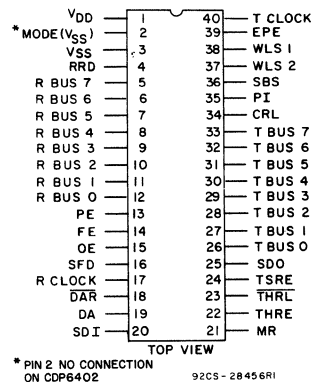 VDD 1 40 T CLOCK
*MODE(VSS) 2 39 EPE
VSS 3 38 WLS 1
RRD 4 37 WLS 2
R BUS 7 5 36 SBS
R BUS 6 6 35 PI
R BUS 5 7 34 CRL
R BUS 4 8 33 T BUS 7
R BUS 3 9 32 T BUS 6
R BUS 2 10 31 T BUS 5
R BUS 1 11 30 T BUS 4
R BUS 0 12 29 T BUS 3
PE 13 28 T BUS 2
FE 14 27 T BUS 1
OE 15 26 T BUS 0
SFD 16 25 SDO
R CLOCK 17 24 TSRE
D̅A̅R̅ 18 23 T̅H̅R̅L̅
DA 19 22 THRE
SDI 20 21 MR
TOP VIEW
* PIN 2 NO CONNECTION
ON CDP6402 92CS-28456R1